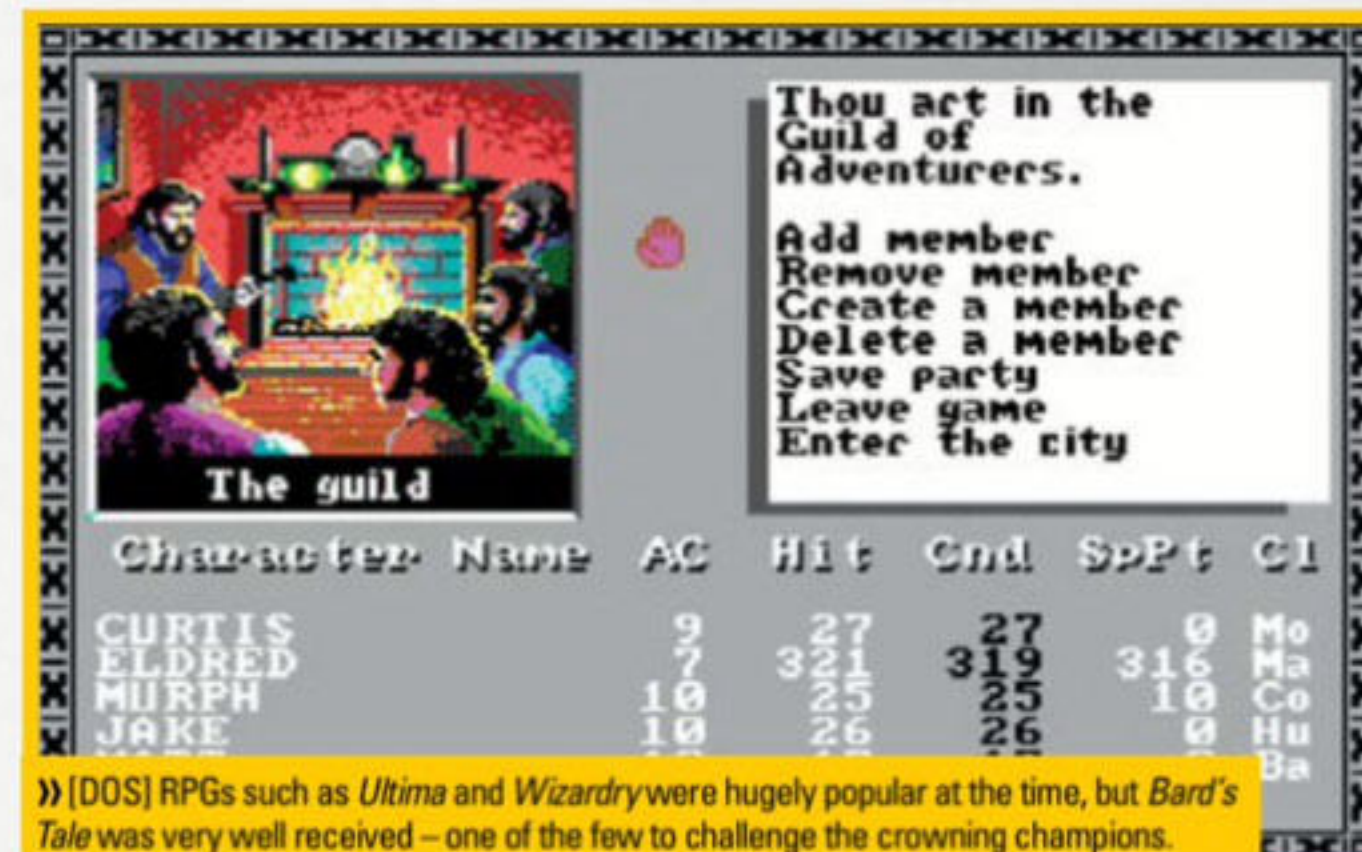 Thou art in the
Guild of
Adventurers.
Add member
Remove member
Create a member
Delete a member
Save party
Leave game
Enter the city
The guild
Character Name AC Hit Cnd SpPt Cl
CURTIS 9 27 27 0 Mo
ELDRED 7 321 319 316 Ma
MURPH 10 25 25 10 Co
JAKE 10 26 26 0 Hu
Ba
» [DOS] RPGs such as Ultima and Wizardry were hugely popular at the time, but Bard's
Tale was very well received – one of the few to challenge the crowning champions.